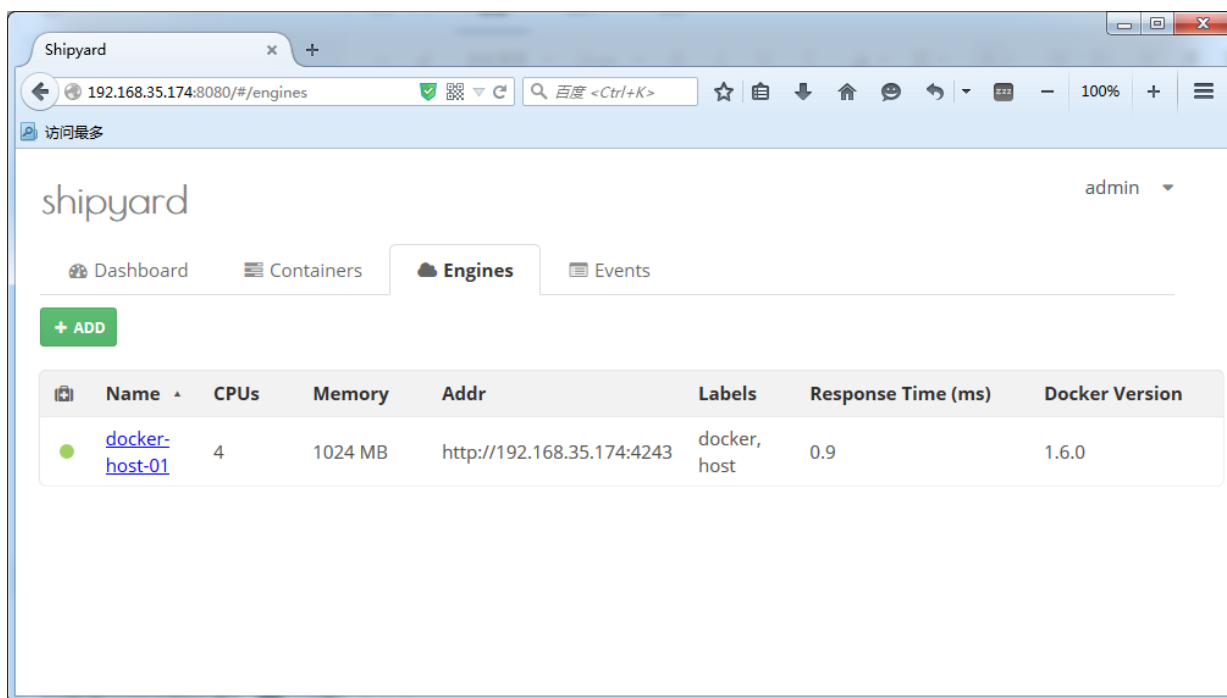 Shipyard
192.168.35.174:8080/#/engines
百度 <Ctrl+K>
100%
访问最多
shipyard
admin
Dashboard
Containers
Engines
Events
+ ADD
Name CPUs Memory Addr Labels Response Time (ms) Docker Version
docker-host-01 4 1024 MB http://192.168.35.174:4243 docker, host 0.9 1.6.0